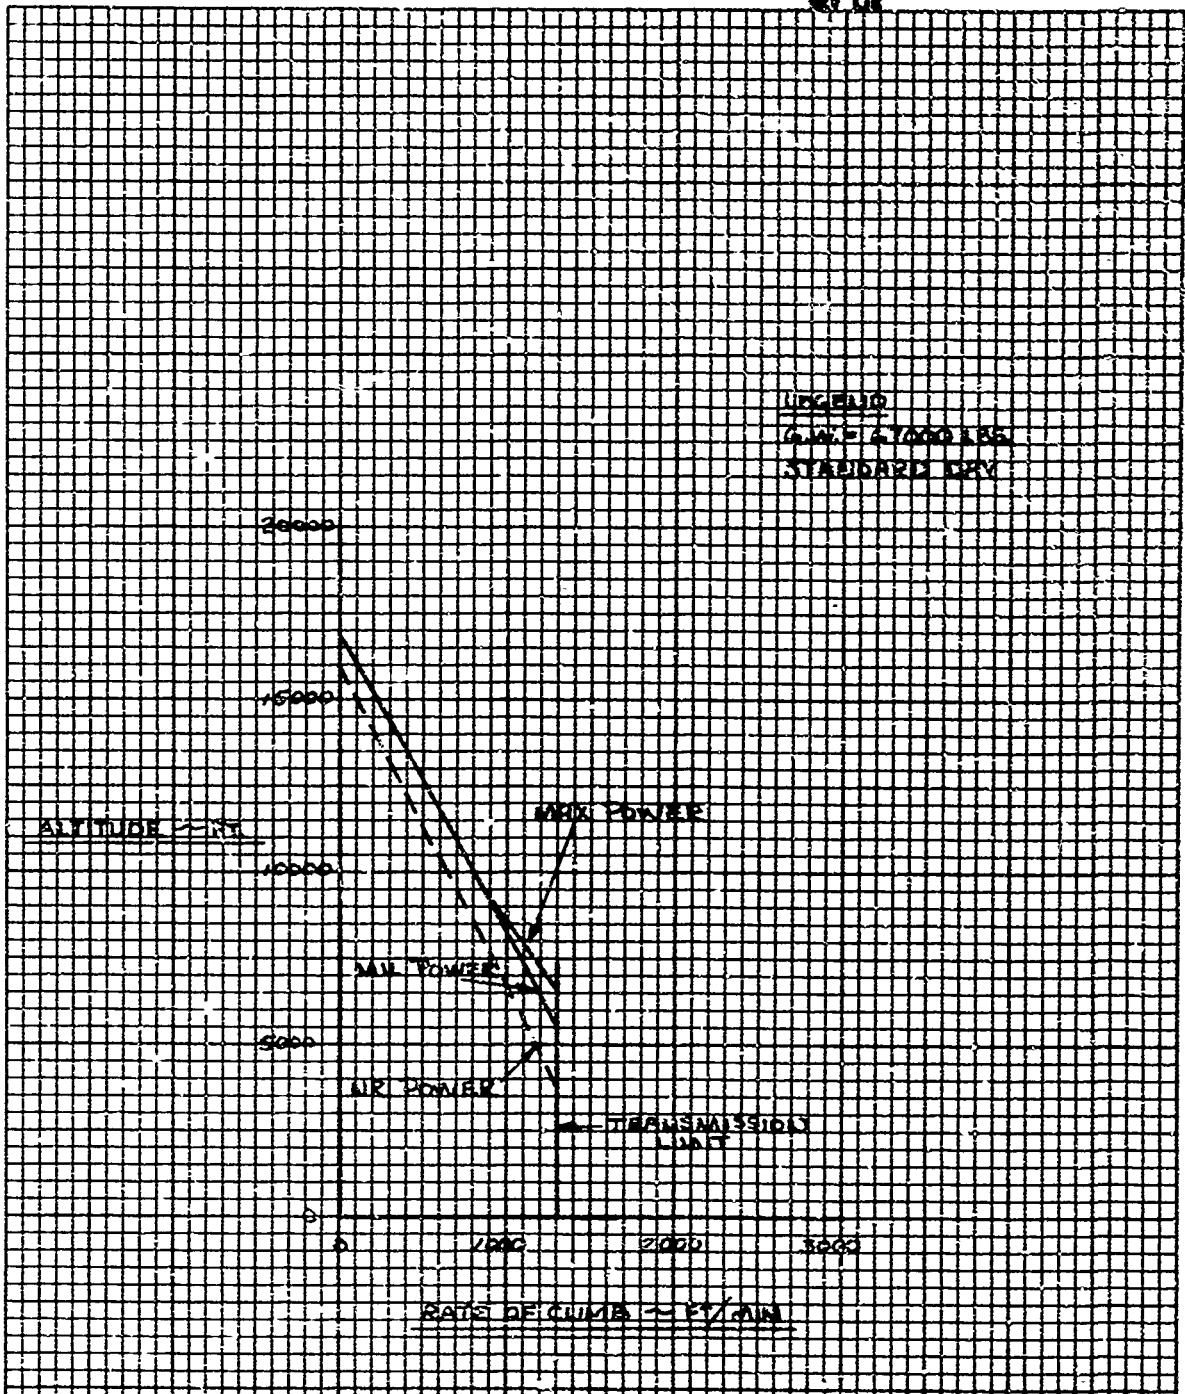 LEGEND
G.W. = 67000 LBS
STANDARD DAY
20000
15000
MAX POWER
ALTITUDE ~ FT.
10000
MIL POWER
5000
NR POWER
TRANSMISSION
LIMIT
0
0 1000 2000 3000
RATE OF CLIMB ~ FT/MIN